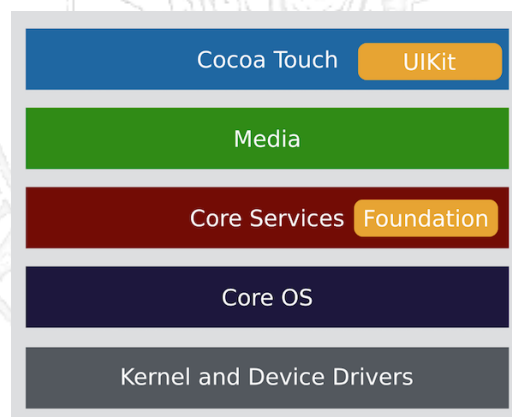 Cocoa Touch UIKit
Media
Core Services Foundation
Core OS
Kernel and Device Drivers